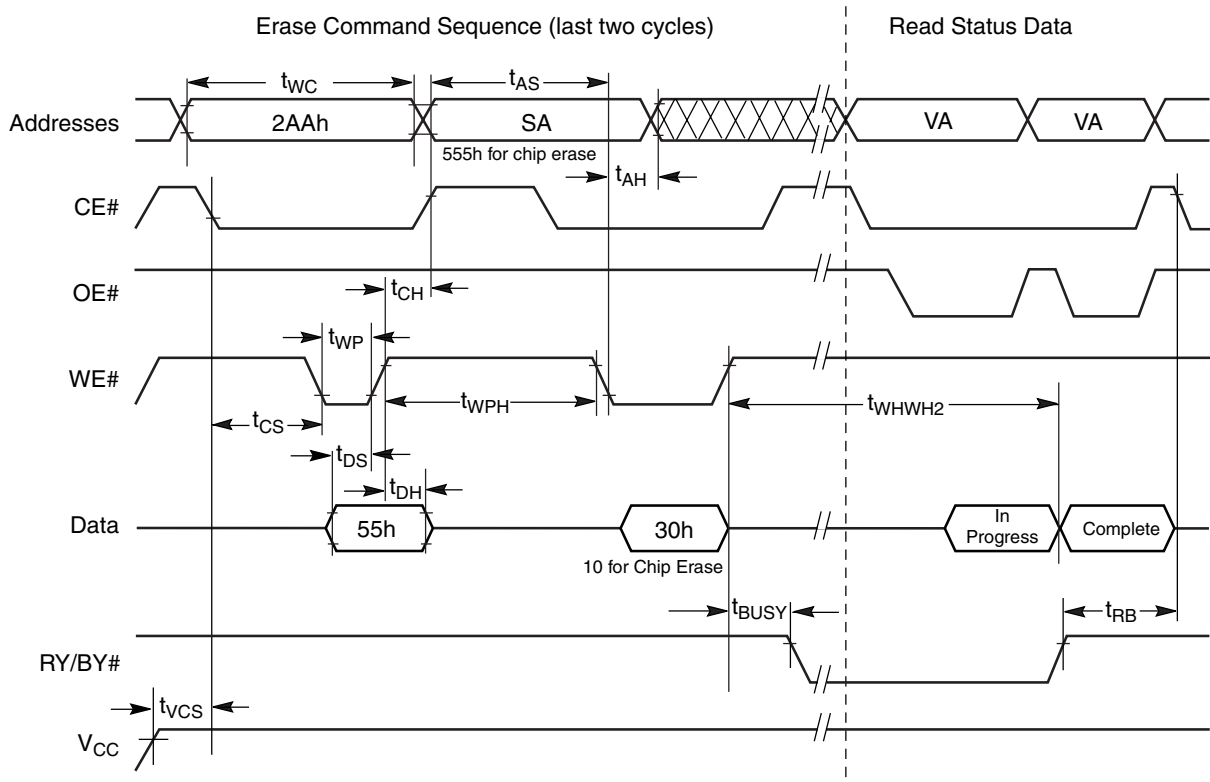 Erase Command Sequence (last two cycles)
Read Status Data
tWC
tAS
Addresses
2AAh
SA
VA
VA
555h for chip erase
tAH
CE#
OE#
tCH
tWP
WE#
tWPH
tWHWH2
tCS
tDS
tDH
Data
55h
30h
In
Progress
Complete
10 for Chip Erase
tBUSY
tRB
RY/BY#
tVCS
VCC